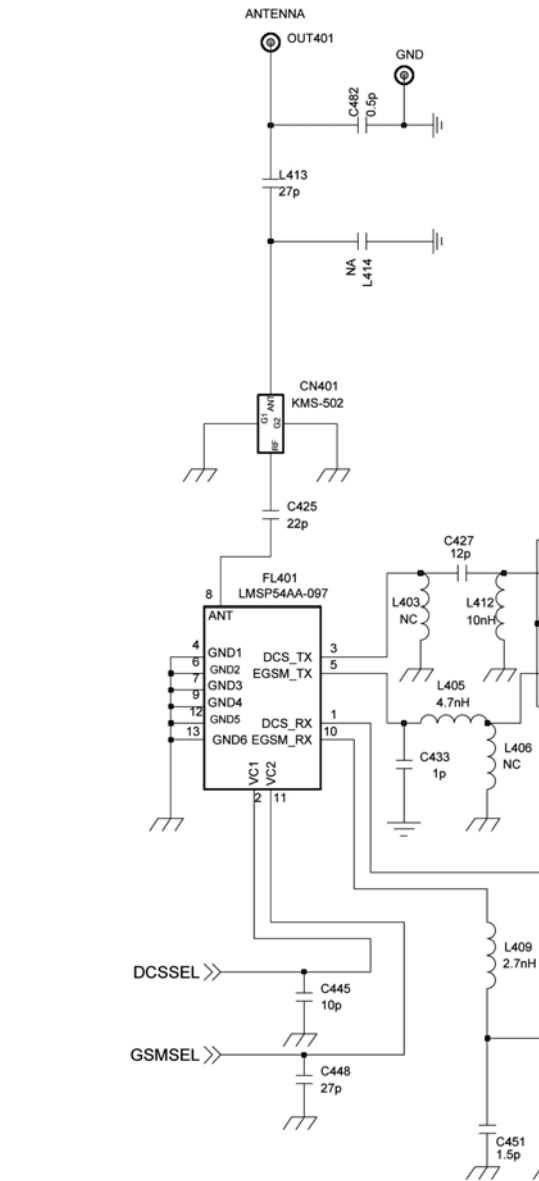 ANTENNA
OUT401
GND
C482
0.5p
L413
27p
NA
L414
CN401
KMS-502
ANT
G1
G2
RF
C425
22p
FL401
LMSP54AA-097
8
ANT
4
GND1
6
GND2
7
GND3
9
GND4
12
GND5
13
GND6
DCS_TX
3
EGSM_TX
5
DCS_RX
1
EGSM_RX
10
VC1
VC2
2
11
C427
12p
L403
NC
L412
10nH
L405
4.7nH
C433
1p
L406
NC
L409
2.7nH
DCSSEL
C445
10p
GSMSEL
C448
27p
C451
1.5p